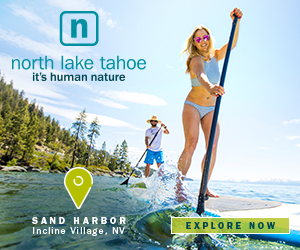 n
north lake tahoe
it's human nature
SAND HARBOR
Incline Village, NV
EXPLORE NOW